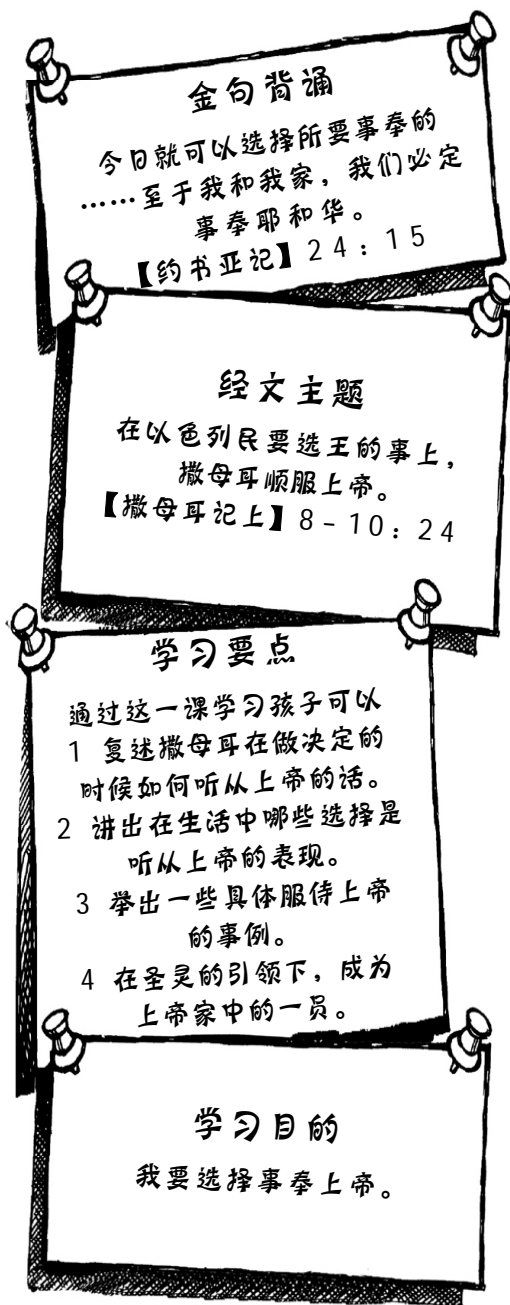 金句背诵
今日就可以选择所要事奉的
……至于我和我家，我们必定
事奉耶和华。
【约书亚记】24：15
经文主题
在以色列民要选王的事上，
撒母耳顺服上帝。
【撒母耳记上】8-10：24
学习要点
通过这一课学习孩子可以
1 复述撒母耳在做决定的
时候如何听从上帝的话。
2 讲出在生活中哪些选择是
听从上帝的表现。
3 举出一些具体服侍上帝
的事例。
4 在圣灵的引领下，成为
上帝家中的一员。
学习目的
我要选择事奉上帝。